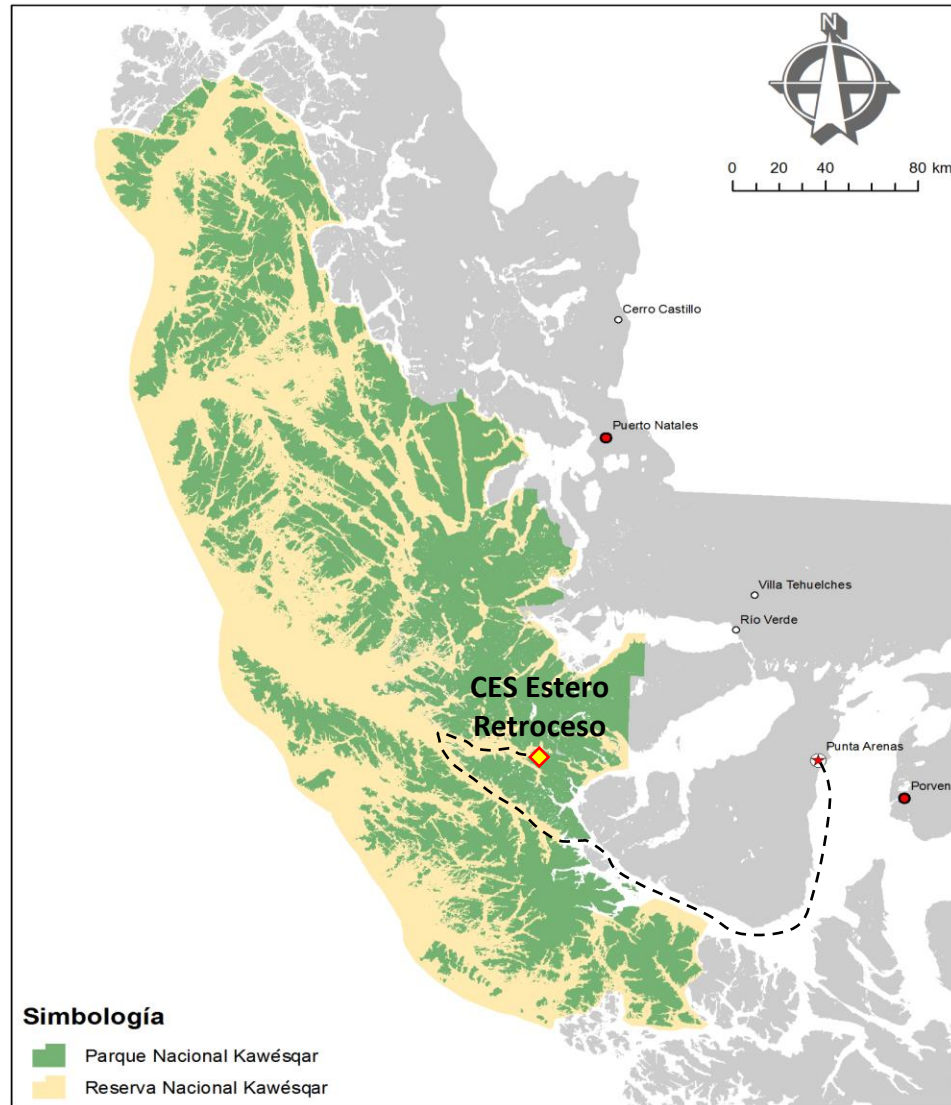 N
0 20 40 80 km
Cerro Castillo
Puerto Natales
Villa Tehuelches
Río Verde
CES Estero
Retroceso
Punta Arenas
Porven
Simbología
Parque Nacional Kawésqar
Reserva Nacional Kawésqar